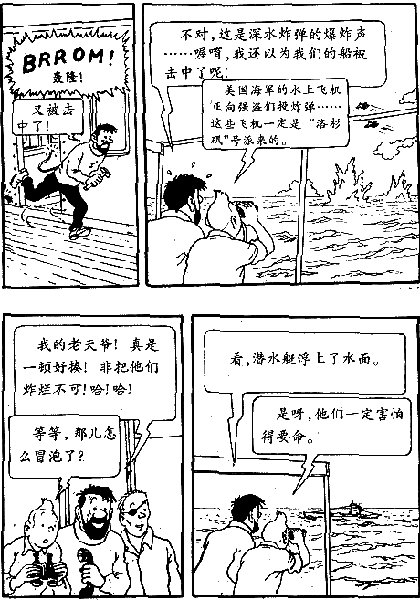 BRROM!
轰隆！
又被击
中了！
不对，这是深水炸弹的爆炸声
……喔唷，我还以为我们的船被
击中了呢。
美国海军的水上飞机
正向强盗们投炸弹……
这些飞机一定是“洛杉
矶”号派来的。
我的老天爷！真是
一顿好揍！非把他们
炸烂不可！哈！哈！
等等，那儿怎
么冒泡了？
看，潜水艇浮上了水面。
是呀，他们一定害怕
得要命。